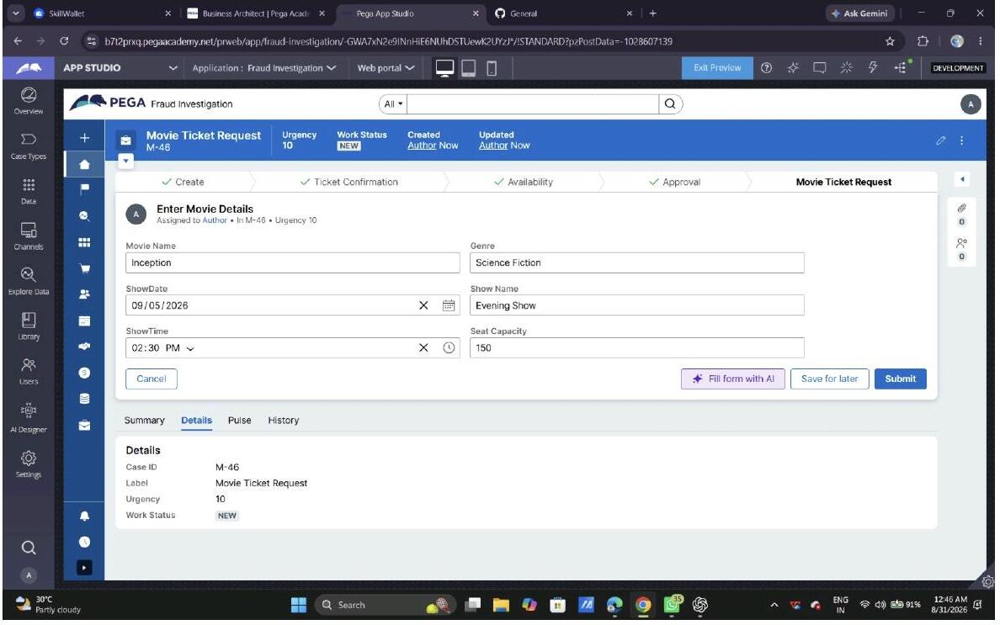 SkillWallet
Business Architect | Pega Acade
Pega App Studio
General
Ask Gemini
b7t2prxq.pegaacademy.net/prweb/app/fraud-investigation/-GWA7xN2e9INnHiE6NUhDSTUewK2UYzJ*/!STANDARD?pzPostData=-1028607139
APP STUDIO
Application : Fraud Investigation
Web portal
Exit Preview
DEVELOPMENT
Overview
Case Types
Data
Channels
Explore Data
Library
Users
AI Designer
Settings
A
PEGA Fraud Investigation
All
A
Movie Ticket Request
M-46
Urgency
10
Work Status
NEW
Created
Author Now
Updated
Author Now
Create
Ticket Confirmation
Availability
Approval
Movie Ticket Request
A
Enter Movie Details
Assigned to Author • In M-46 • Urgency 10
Movie Name
Inception
Genre
Science Fiction
ShowDate
09/05/2026
Show Name
Evening Show
ShowTime
02:30 PM
Seat Capacity
150
Cancel
Fill form with AI
Save for later
Submit
0
0
Summary
Details
Pulse
History
Details
Case ID M-46
Label Movie Ticket Request
Urgency 10
Work Status NEW
30°C
Partly cloudy
Search
35
ENG
IN
91%
12:46 AM
8/31/2026